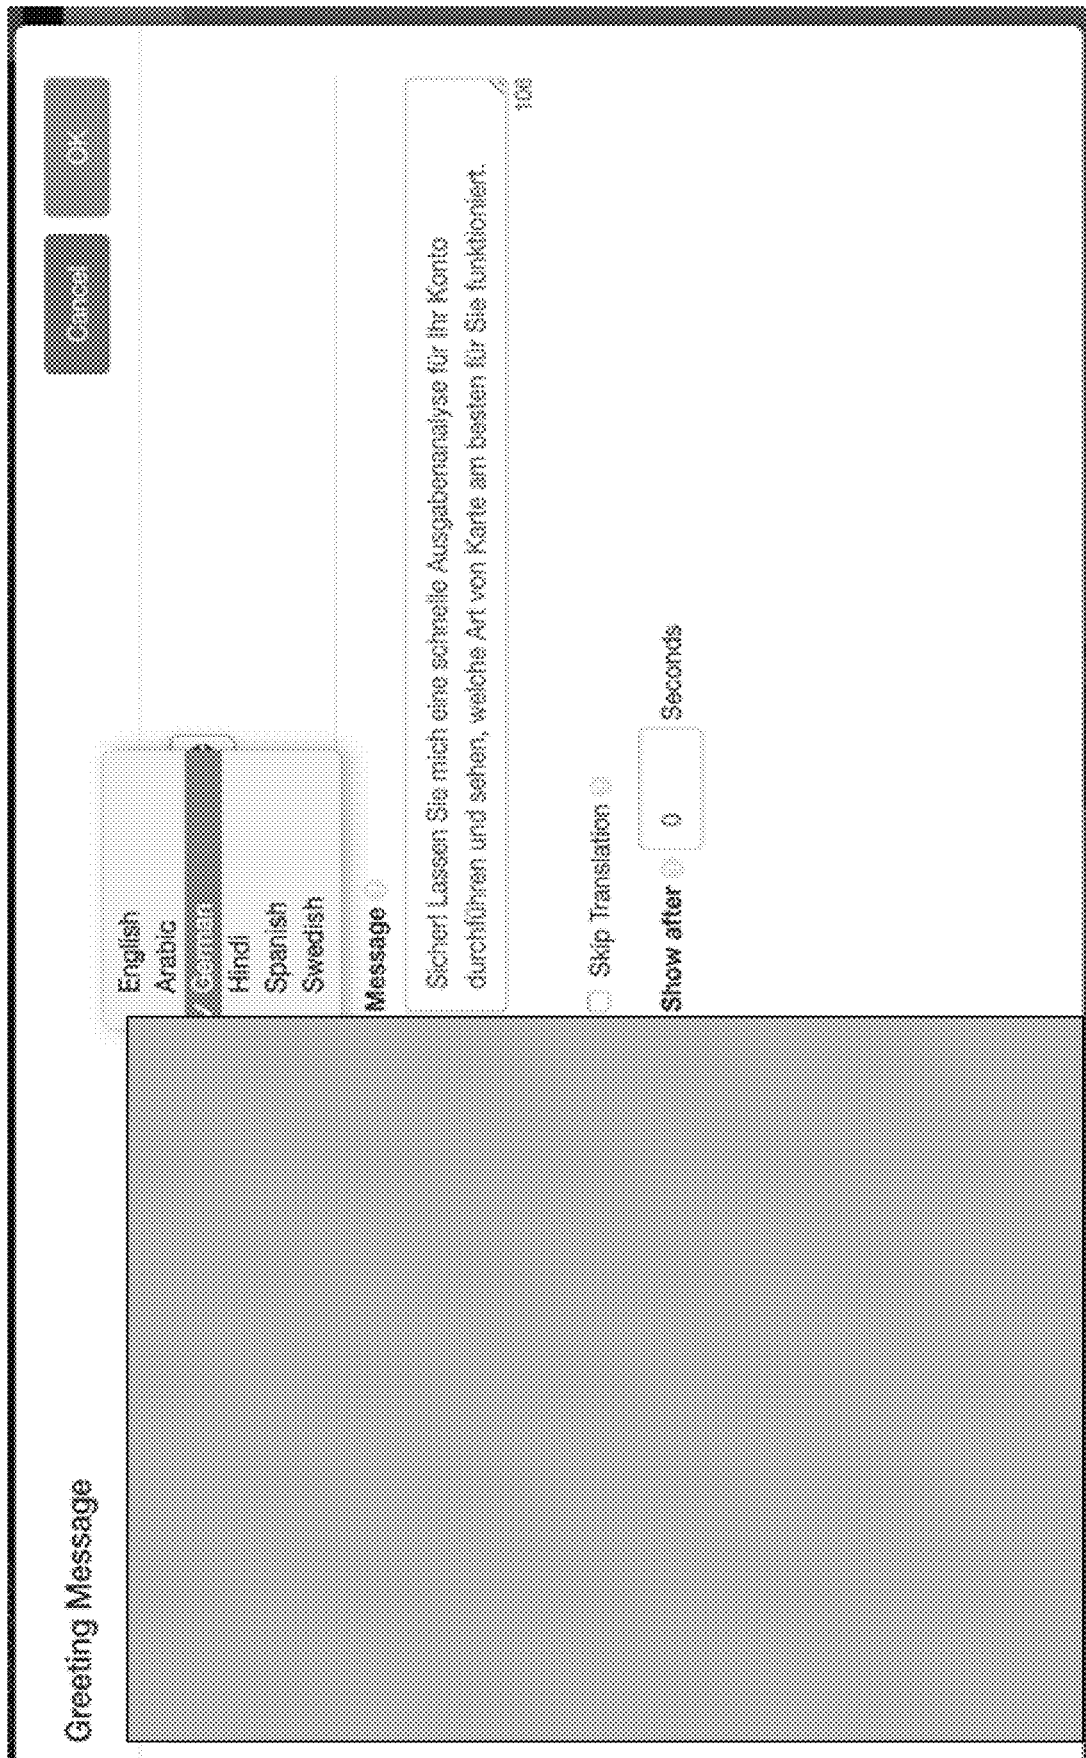 Greeting Message
Cancel
OK
English
Arabic
German
Hindi
Spanish
Swedish
Message
Sicher! Lassen Sie mich eine schnelle Ausgabenanalyse für Ihr Konto
durchführen und sehen, welche Art von Karte am besten für Sie funktioniert.
106
Skip Translation
Show after
0
Seconds